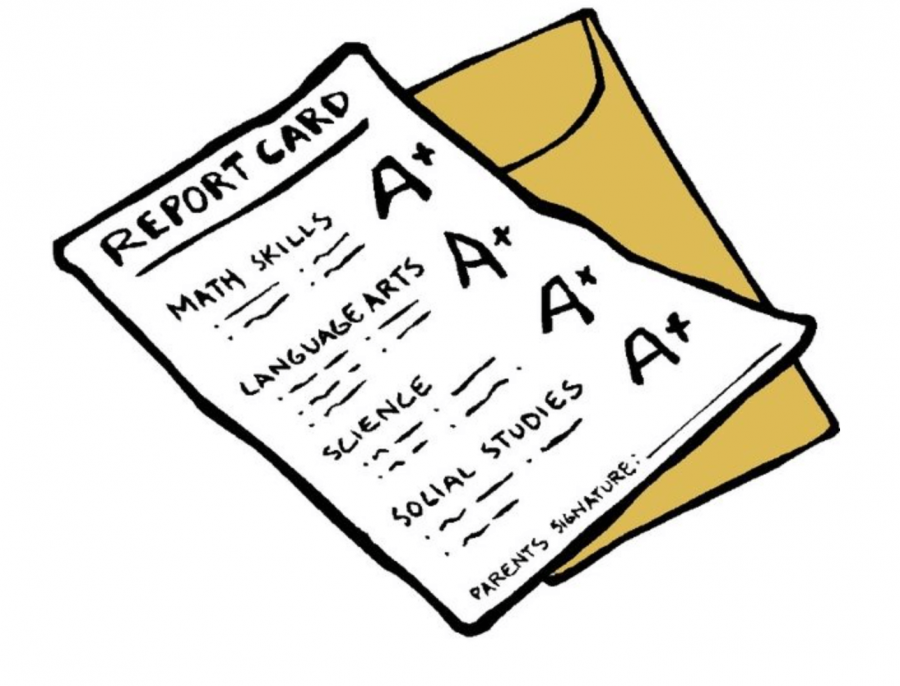 REPORT CARD
MATH SKILLS A+
LANGUAGE ARTS A+
SCIENCE A+
SOCIAL STUDIES A+
PARENTS SIGNATURE: